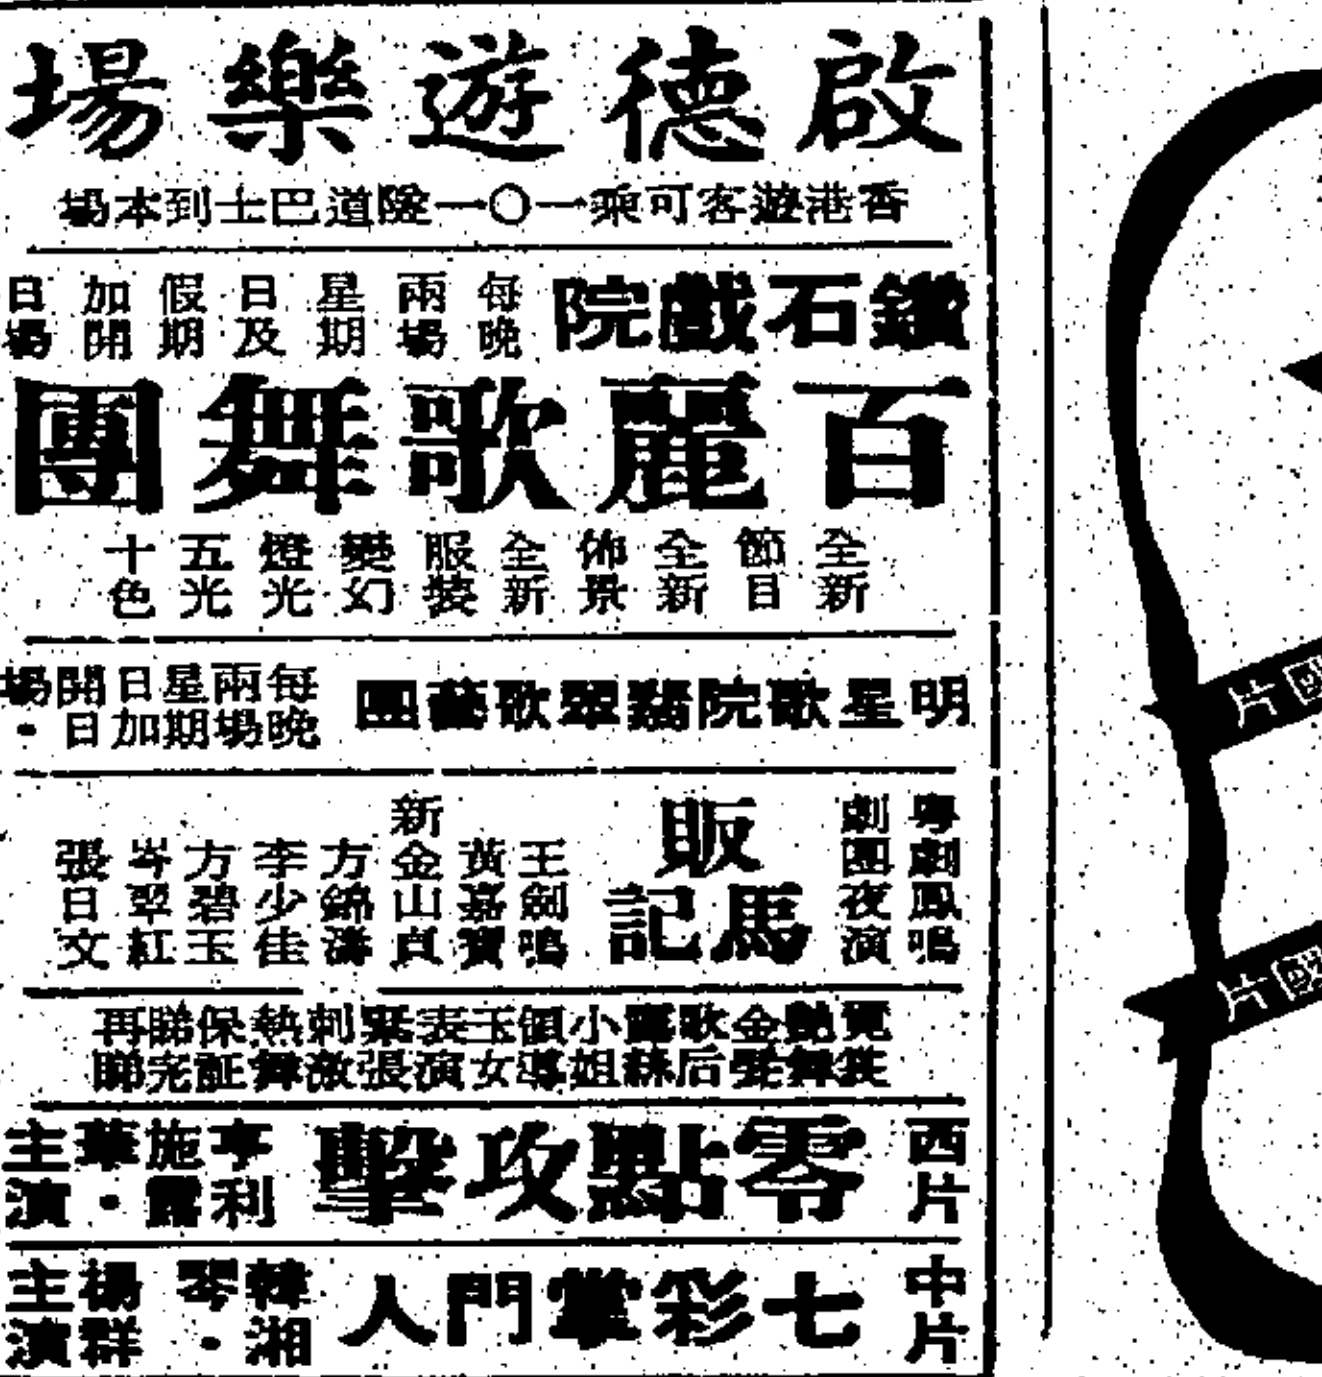 啟德遊樂場
香港遊客可乘一〇一隧道巴士到本場
鑽石戲院
每晚兩場星期日及假期加開日場
百麗歌舞團
全新節目全新佈景全新服裝變幻燈光五光十色
明星歌院翡翠歌藝團
每晚兩場星期日加開日場・
粵劇鳳鳴劇團夜演
販馬記
王劍鳴
黃嘉寶
新金山貞
方錦濤
李少佳
方碧玉
岑翠紅
張日文
艷舞金髮歌后露絲小姐領導玉女表演緊張刺激熱舞保証睇完再睇
西片
零點攻擊
亨利施露華・主演
中片
七彩掌門人
韓湘琴・楊群主演
片
片